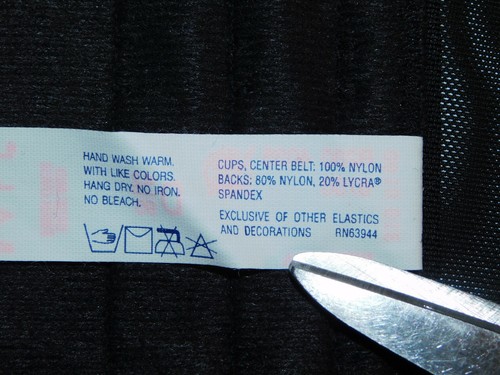 HAND WASH WARM.
WITH LIKE COLORS.
HANG DRY. NO IRON.
NO BLEACH.
CUPS, CENTER BELT: 100% NYLON
BACKS: 80% NYLON, 20% LYCRA®
SPANDEX
EXCLUSIVE OF OTHER ELASTICS
AND DECORATIONS RN63944